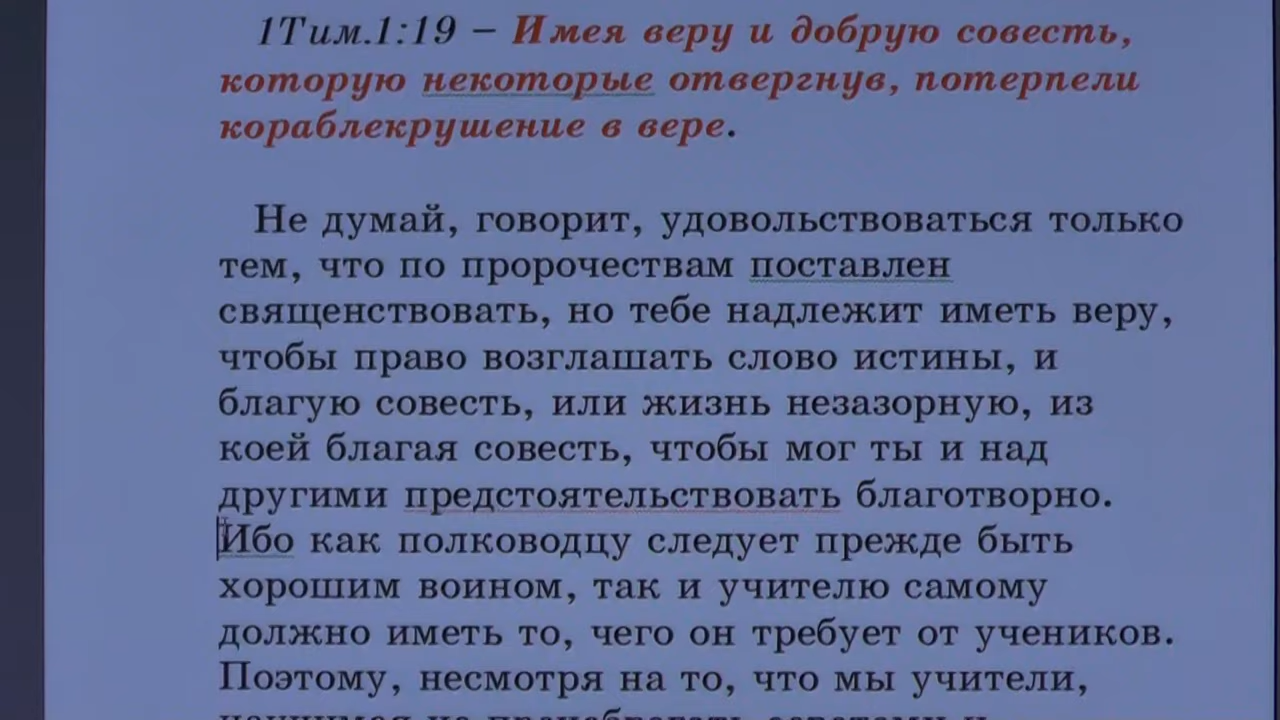 1Тим.1:19 – Имея веру и добрую совесть,
которую некоторые отвергнув, потерпели
кораблекрушение в вере.
Не думай, говорит, удовольствоваться только
тем, что по пророчествам поставлен
священствовать, но тебе надлежит иметь веру,
чтобы право возглашать слово истины, и
благую совесть, или жизнь незазорную, из
коей благая совесть, чтобы мог ты и над
другими предстоятельствовать благотворно.
Ибо как полководцу следует прежде быть
хорошим воином, так и учителю самому
должно иметь то, чего он требует от учеников.
Поэтому, несмотря на то, что мы учители,